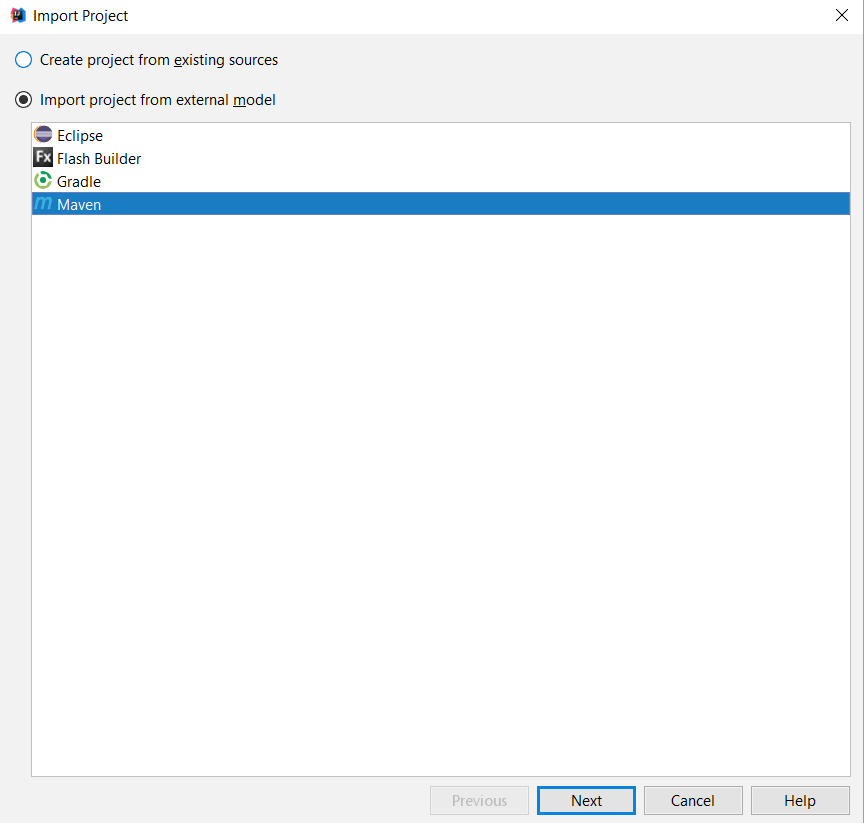 Import Project
Create project from existing sources
Import project from external model
Eclipse
Fx Flash Builder
Gradle
m Maven
Previous Next Cancel Help